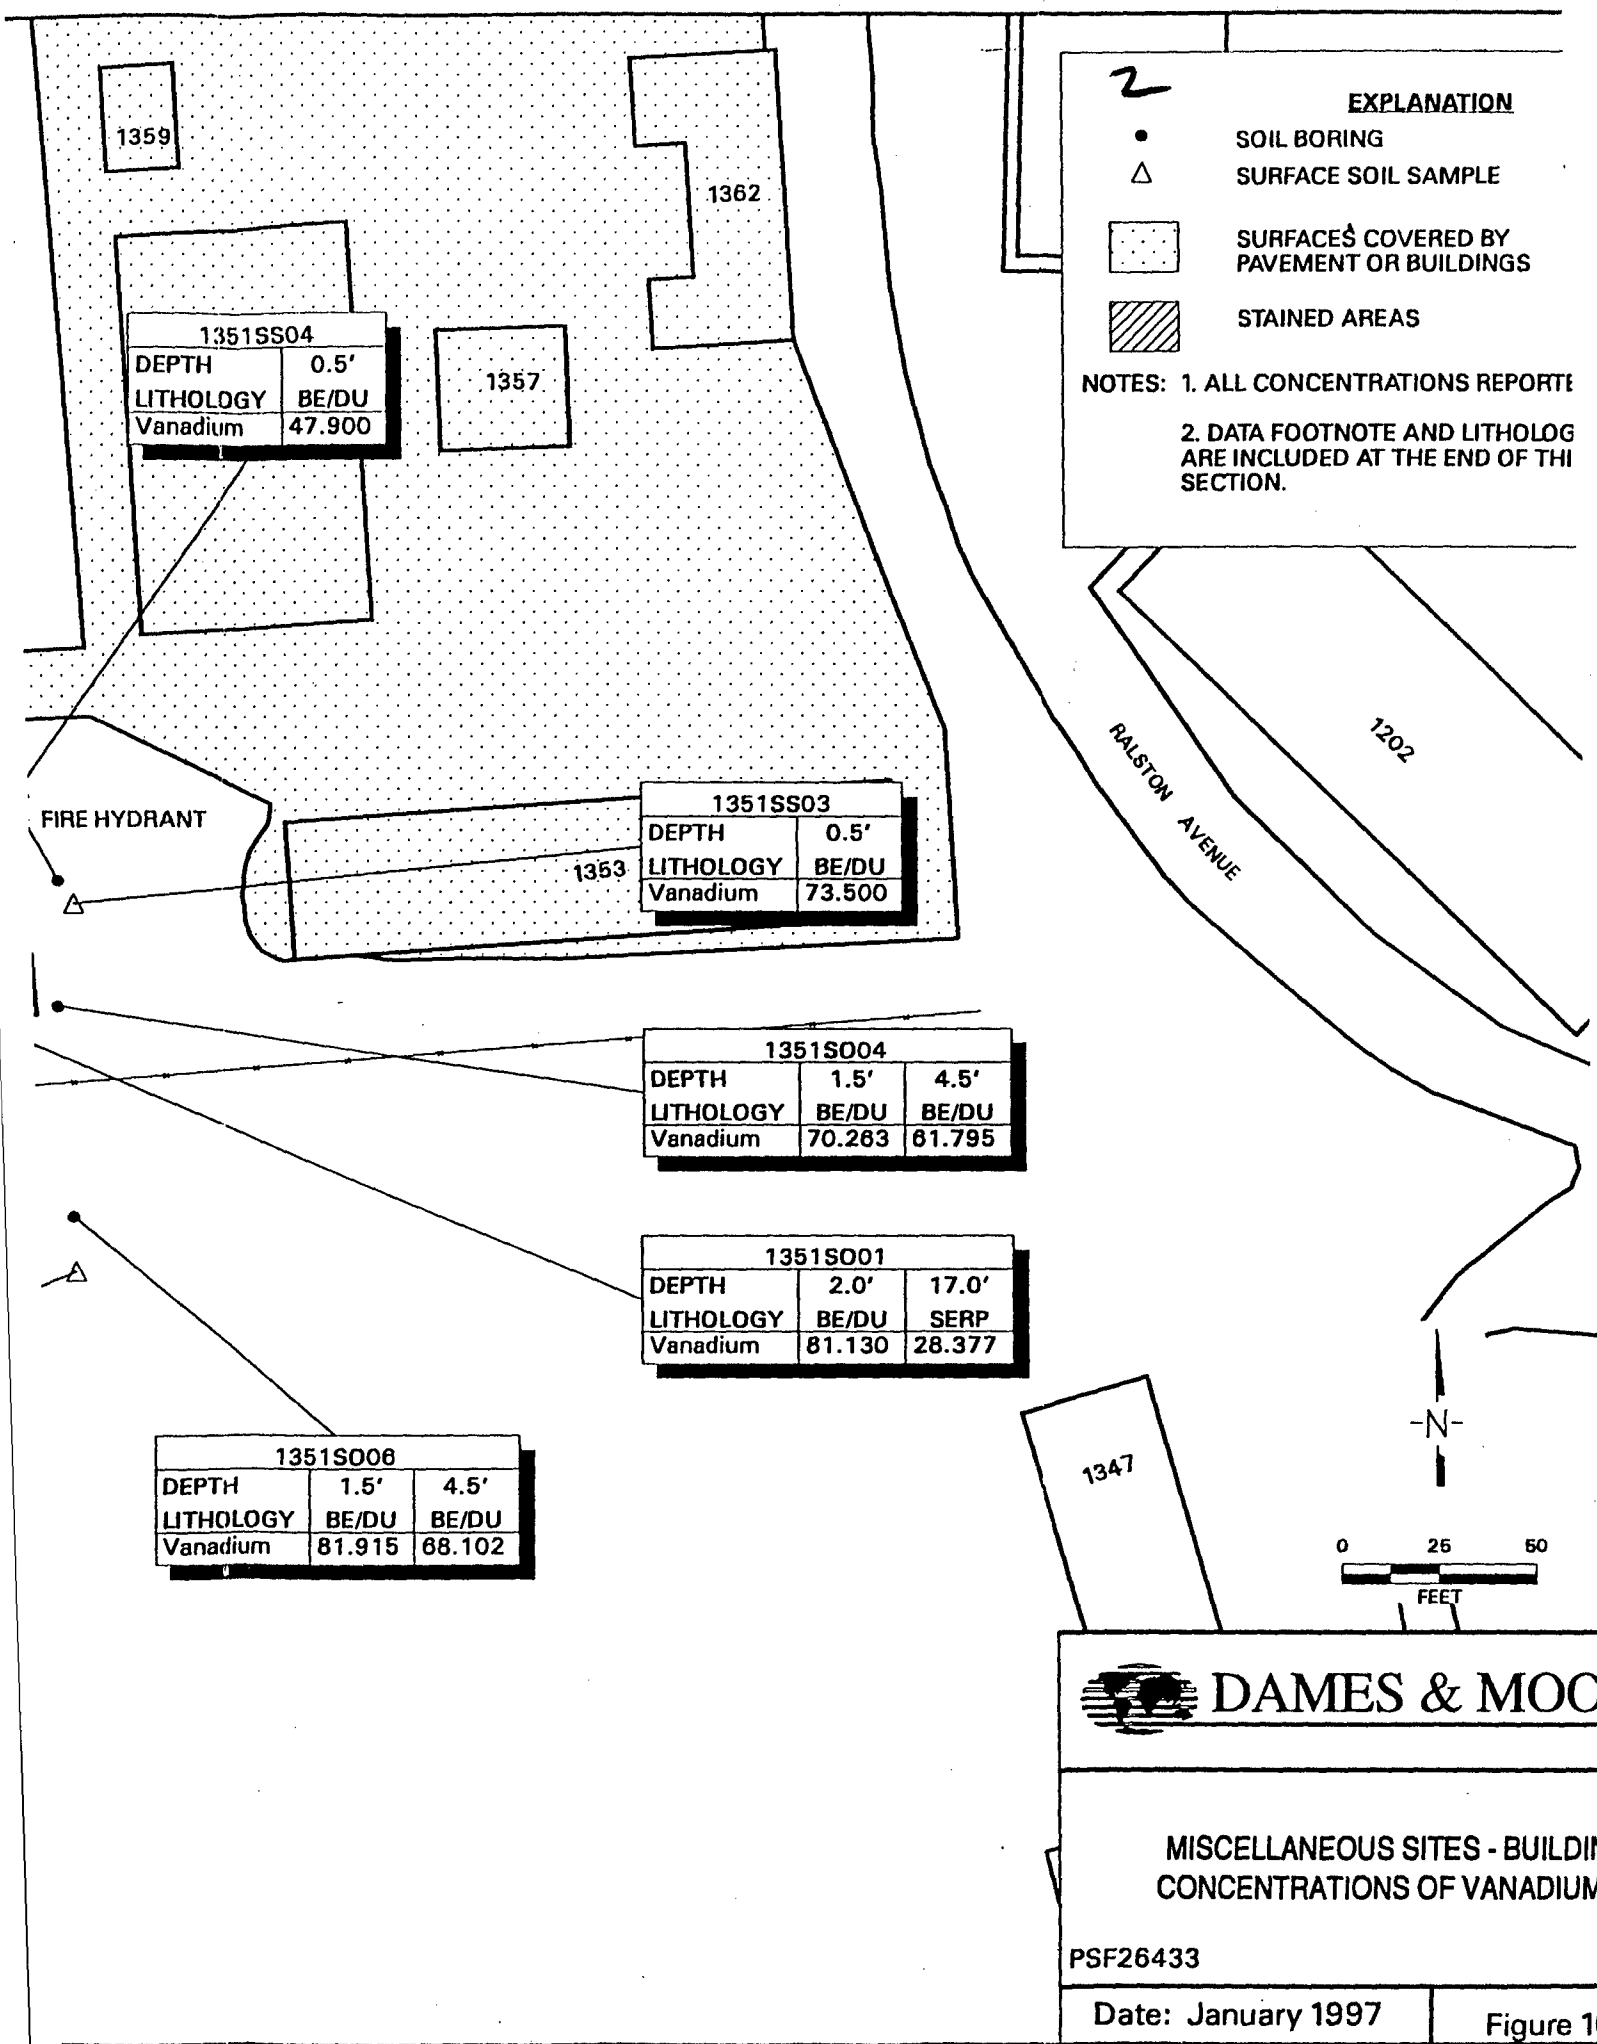 2
EXPLANATION
SOIL BORING
SURFACE SOIL SAMPLE
SURFACES COVERED BY
PAVEMENT OR BUILDINGS
STAINED AREAS
NOTES: 1. ALL CONCENTRATIONS REPORTE
2. DATA FOOTNOTE AND LITHOLOG
ARE INCLUDED AT THE END OF THI
SECTION.
1359
1362
1351SS04
DEPTH 0.5'
LITHOLOGY BE/DU
Vanadium 47.900
1357
RALSTON AVENUE
1202
FIRE HYDRANT
1353
1351SS03
DEPTH 0.5'
LITHOLOGY BE/DU
Vanadium 73.500
1351SO04
DEPTH 1.5' 4.5'
LITHOLOGY BE/DU BE/DU
Vanadium 70.263 61.795
1351SO01
DEPTH 2.0' 17.0'
LITHOLOGY BE/DU SERP
Vanadium 81.130 28.377
1351SO06
DEPTH 1.5' 4.5'
LITHOLOGY BE/DU BE/DU
Vanadium 81.915 68.102
1347
-N-
0 25 50
FEET
DAMES & MOO
MISCELLANEOUS SITES - BUILDIN
CONCENTRATIONS OF VANADIUM
PSF26433
Date: January 1997
Figure 1